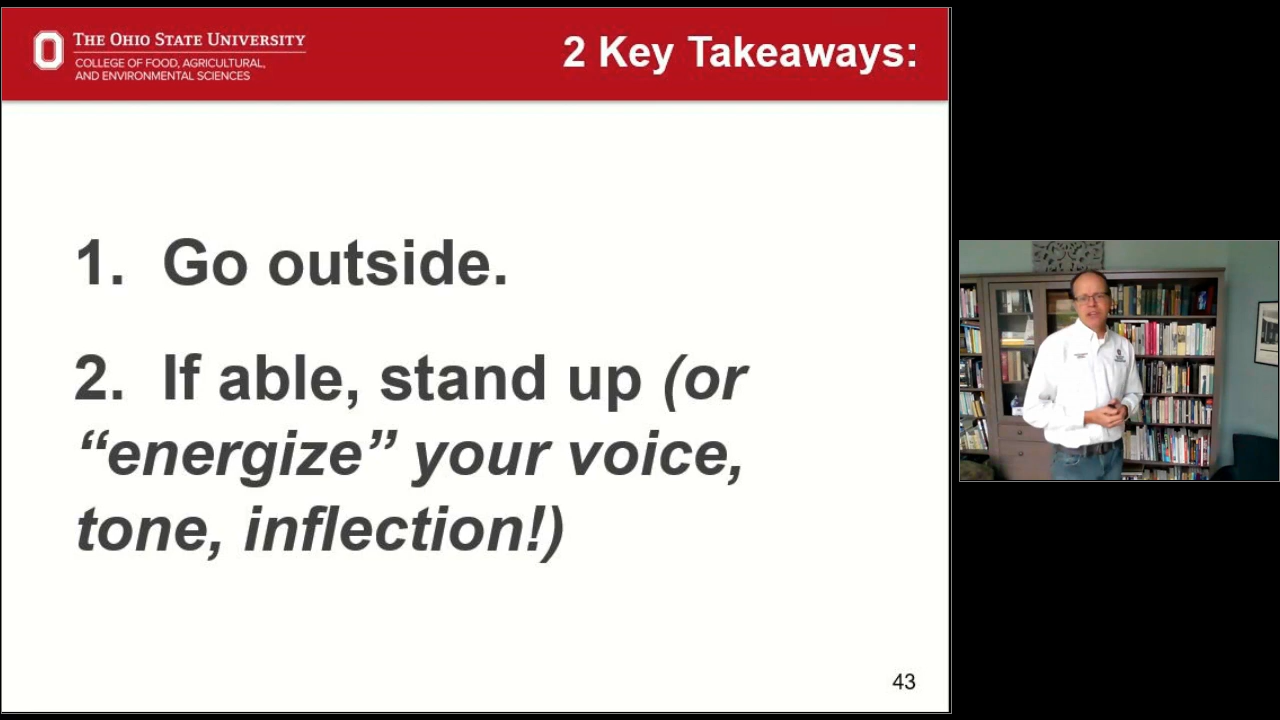 THE OHIO STATE UNIVERSITY
COLLEGE OF FOOD, AGRICULTURAL,
AND ENVIRONMENTAL SCIENCES
2 Key Takeaways:
1. Go outside.
2. If able, stand up (or
“energize” your voice,
tone, inflection!)
43